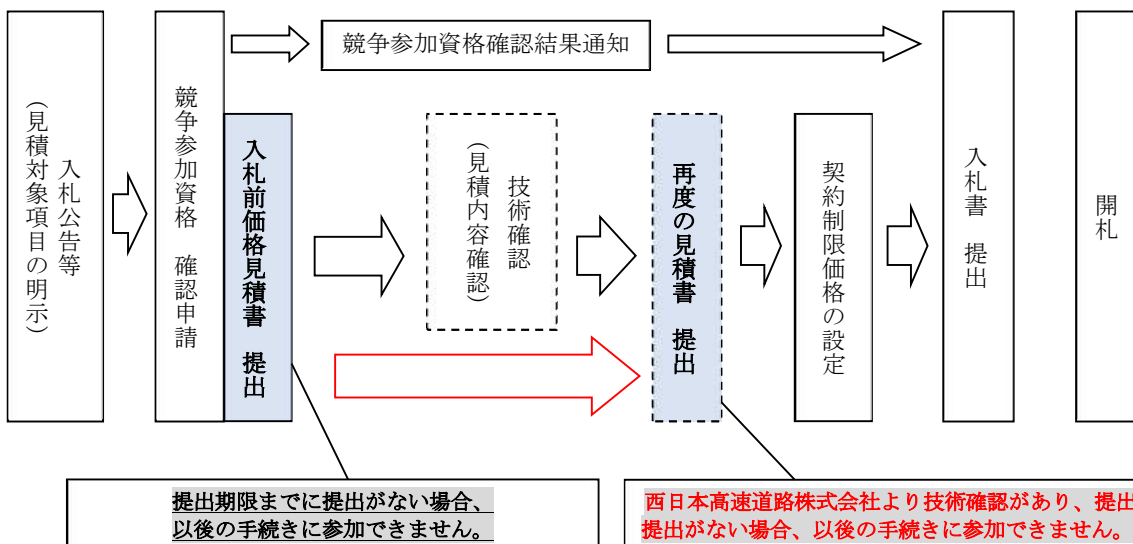 入札公告等
(見積対象項目の明示)
競争参加資格　確認申請
競争参加資格確認結果通知
入札前価格見積書　提出
技術確認
(見積内容確認)
再度の見積書　提出
契約制限価格の設定
入札書　提出
開札
提出期限までに提出がない場合、
以後の手続きに参加できません。
西日本高速道路株式会社より技術確認があり、提出
提出がない場合、以後の手続きに参加できません。